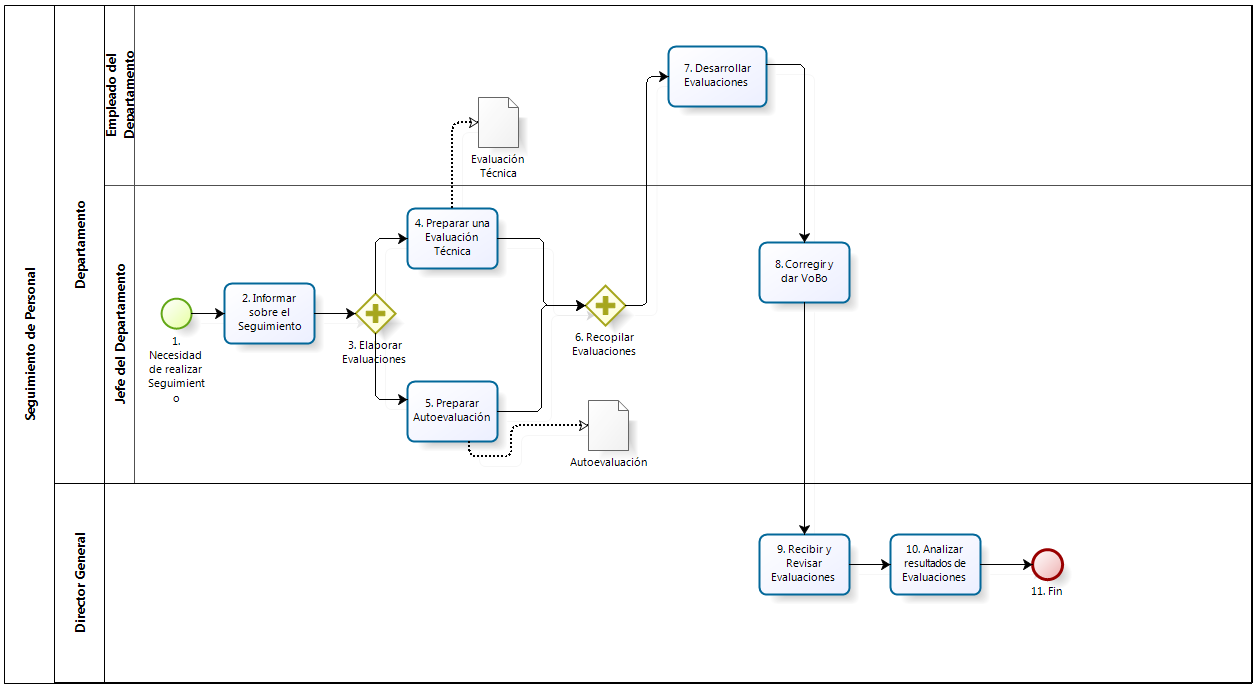 Seguimiento de Personal
Departamento
Empleado del
Departamento
7. Desarrollar
Evaluaciones
Evaluación
Técnica
Jefe del Departamento
1.
Necesidad
de realizar
Seguimient
o
2. Informar
sobre el
Seguimiento
3. Elaborar
Evaluaciones
4. Preparar una
Evaluación
Técnica
5. Preparar
Autoevaluación
Autoevaluación
6. Recopilar
Evaluaciones
8. Corregir y
dar VoBo
Director General
9. Recibir y
Revisar
Evaluaciones
10. Analizar
resultados de
Evaluaciones
11. Fin